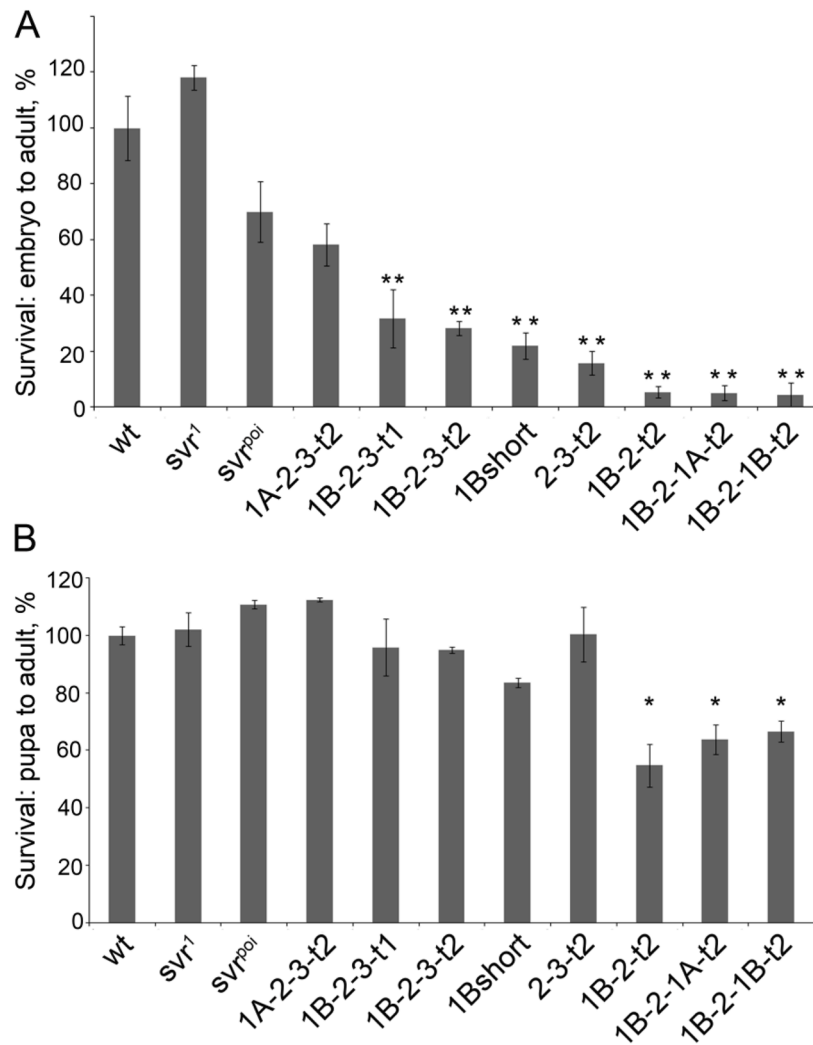 A
Survival: embryo to adult, %
120
100
80
60
40
20
0
**
**
* *
* *
* *
* *
* *
wt
svr¹
svrᵖᵒⁱ
1A-2-3-t2
1B-2-3-t1
1B-2-3-t2
1Bshort
2-3-t2
1B-2-t2
1B-2-1A-t2
1B-2-1B-t2
B
Survival: pupa to adult, %
120
100
80
60
40
20
0
*
*
*
wt
svr¹
svrᵖᵒⁱ
1A-2-3-t2
1B-2-3-t1
1B-2-3-t2
1Bshort
2-3-t2
1B-2-t2
1B-2-1A-t2
1B-2-1B-t2